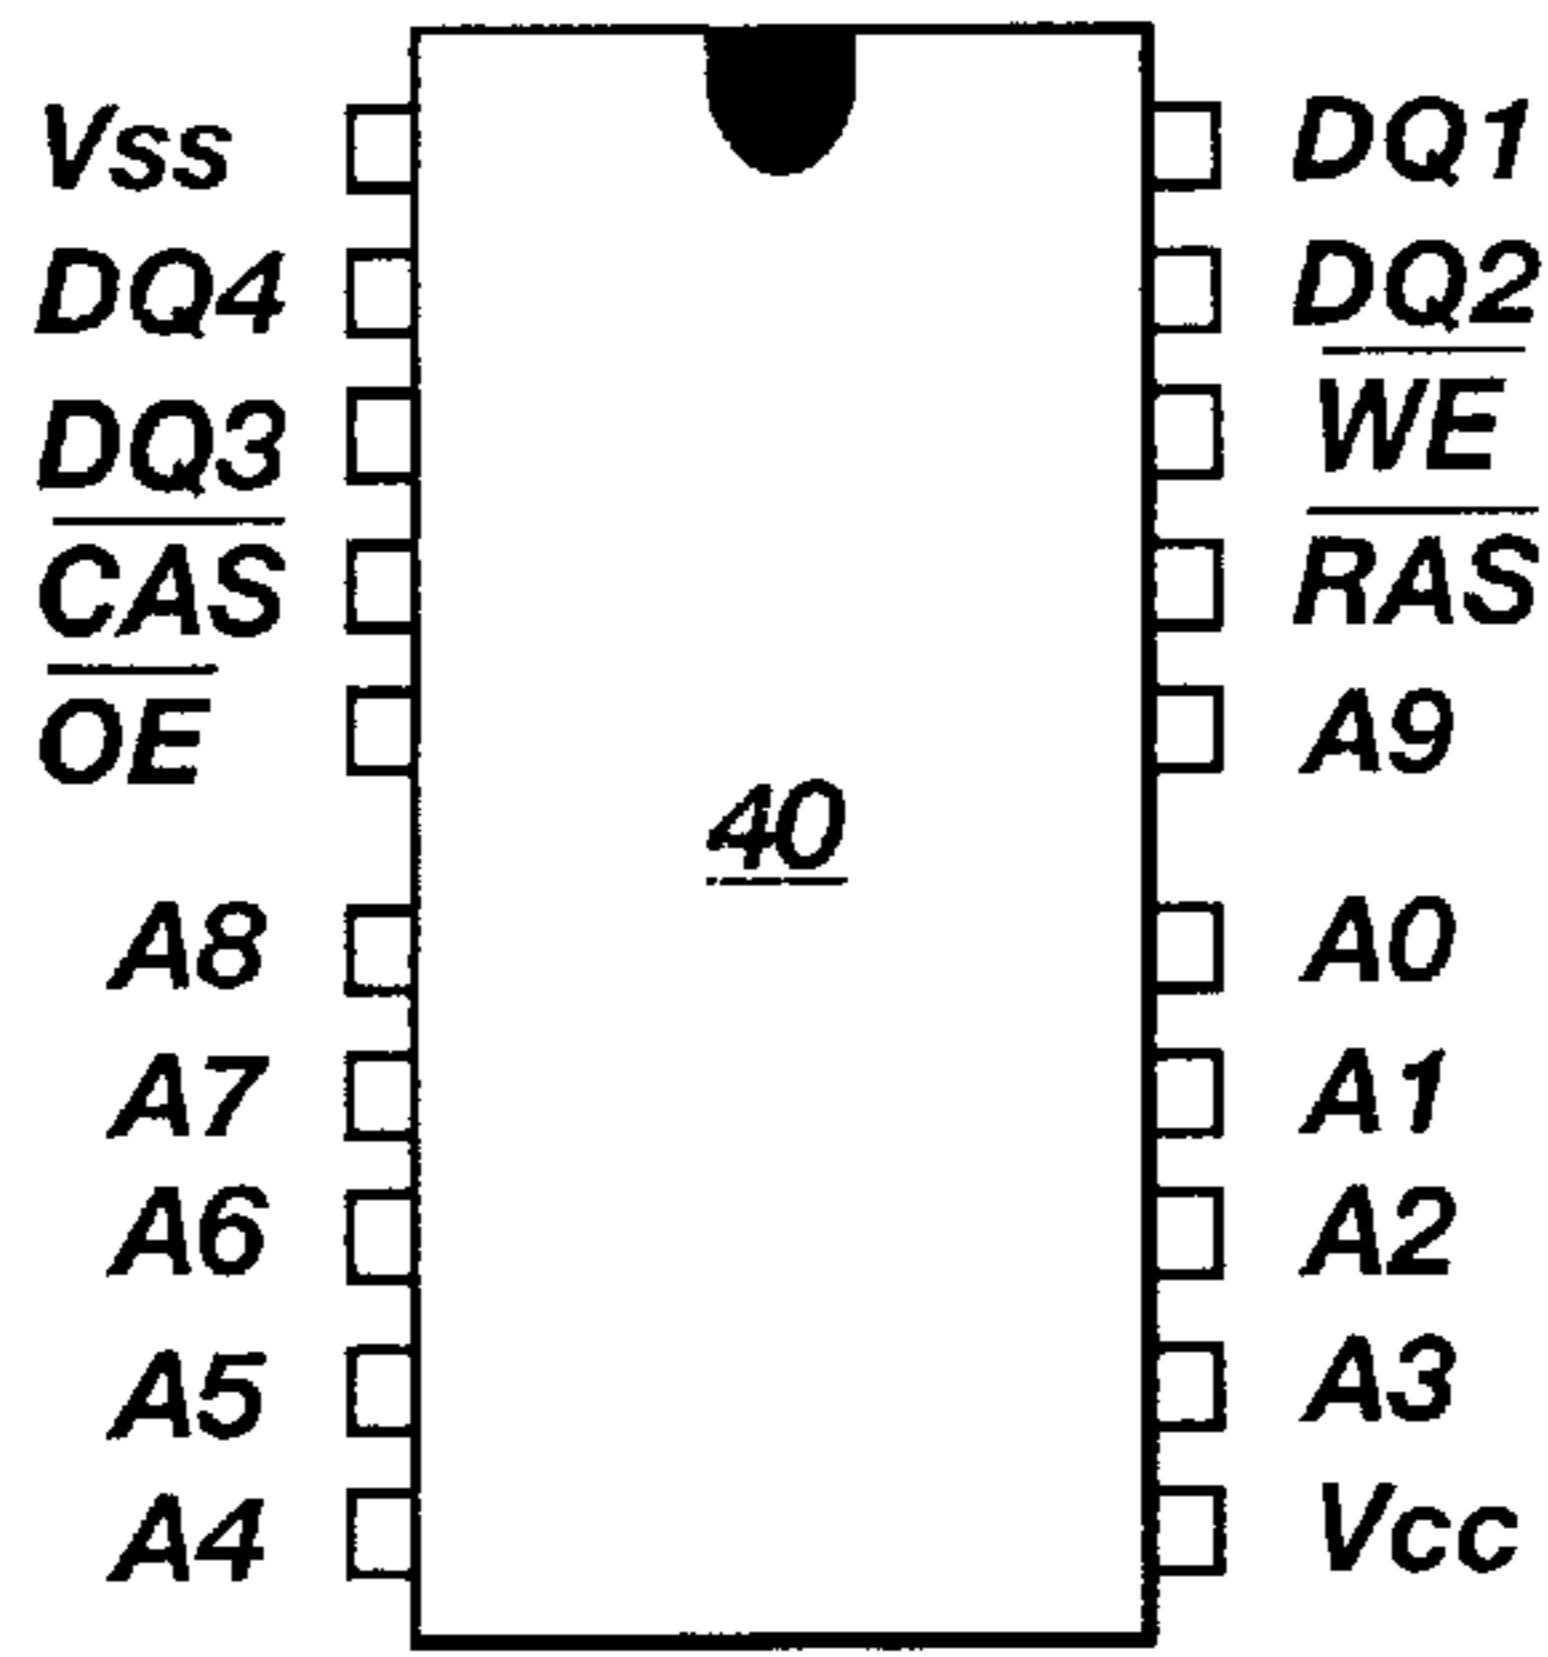 Vss DQ1
DQ4 DQ2
DQ3 WE
CAS RAS
OE A9
40
A8 A0
A7 A1
A6 A2
A5 A3
A4 Vcc